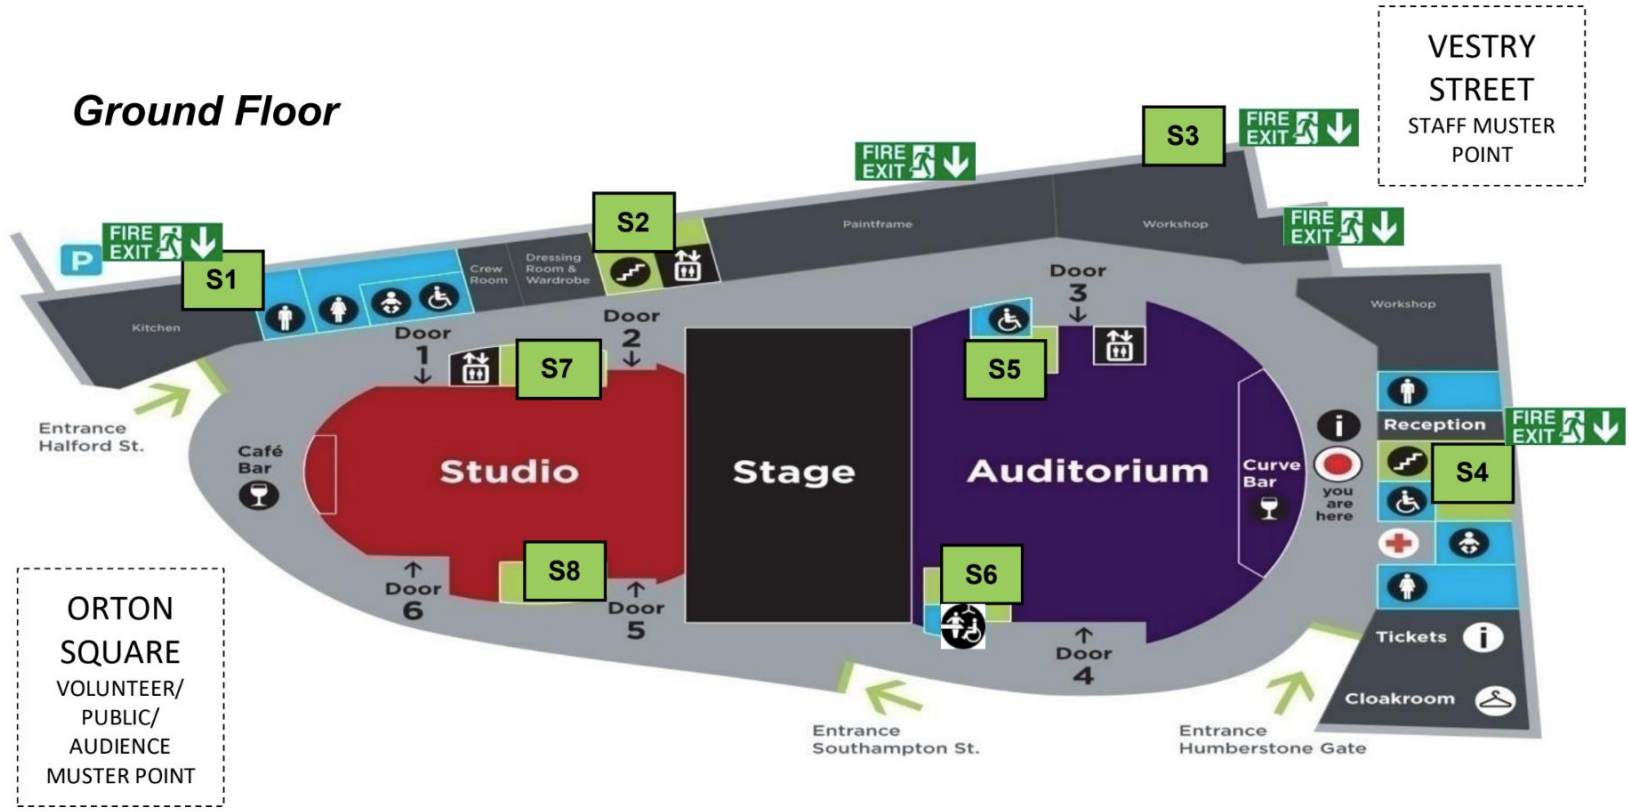 Ground Floor
VESTRY
STREET
STAFF MUSTER
POINT
S3
FIRE
EXIT
FIRE
EXIT
S2
Paintframe
Workshop
FIRE
EXIT
P
FIRE
EXIT
S1
Crew
Room
Dressing
Room &
Wardrobe
Kitchen
Door
1
Door
2
Door
3
Workshop
S7
S5
Entrance
Halford St.
Café
Bar
Studio
Stage
Auditorium
Curve
Bar
i
you
are
here
Reception
FIRE
EXIT
S4
S8
S6
Door
6
Door
5
Door
4
Tickets
i
Cloakroom
Entrance
Southampton St.
Entrance
Humberstone Gate
ORTON
SQUARE
VOLUNTEER/
PUBLIC/
AUDIENCE
MUSTER POINT